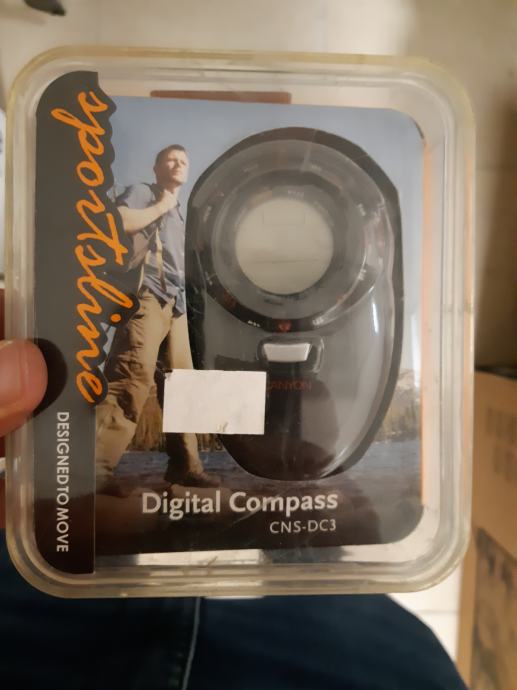 sportsline
DESIGNED TO MOVE
CANYON
Digital Compass
CNS-DC3